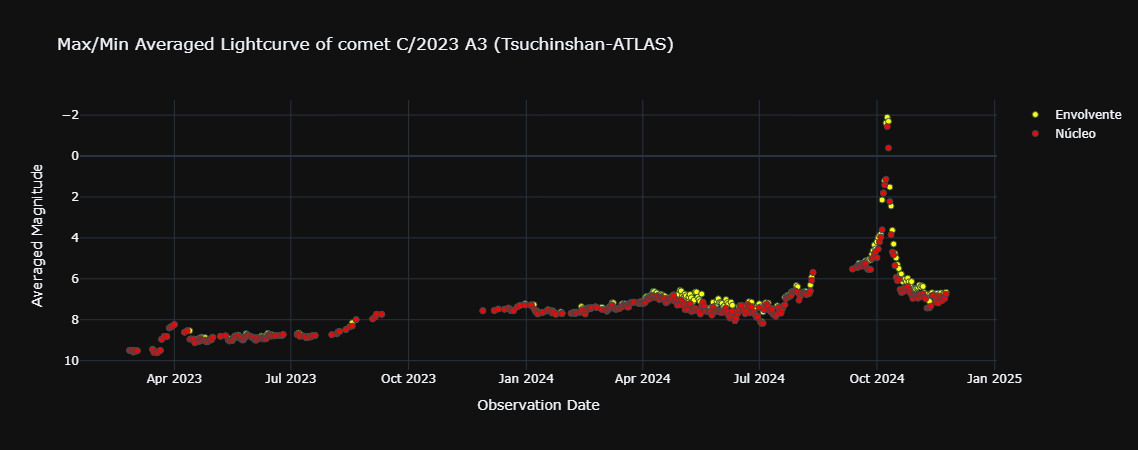 Max/Min Averaged Lightcurve of comet C/2023 A3 (Tsuchinshan-ATLAS)
Envolvente
Núcleo
Averaged Magnitude
−2
0
2
4
6
8
10
Apr 2023 Jul 2023 Oct 2023 Jan 2024 Apr 2024 Jul 2024 Oct 2024 Jan 2025
Observation Date